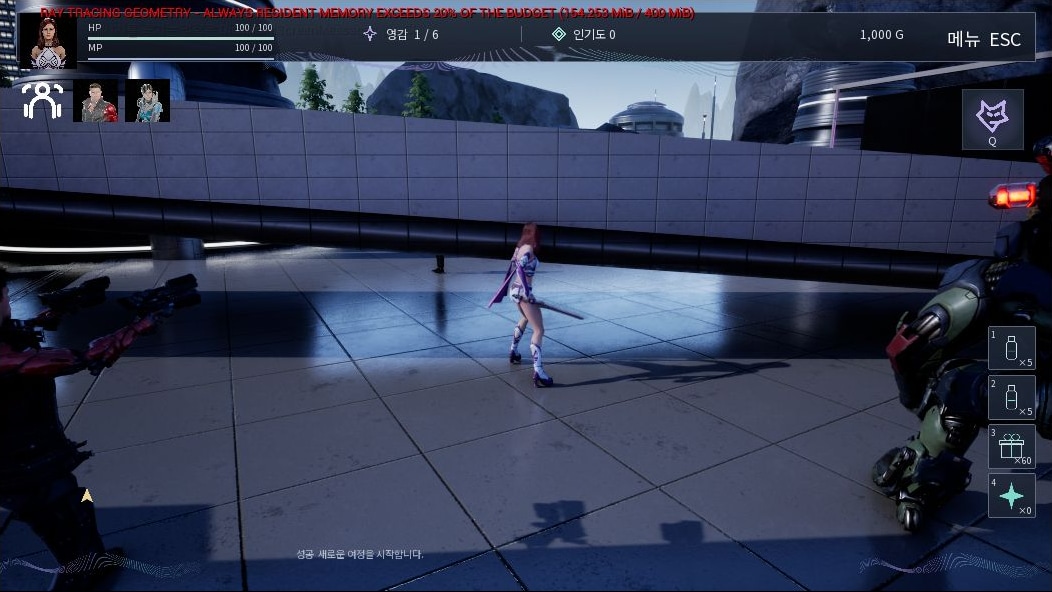 RAY TRACING GEOMETRY - ALWAYS RESIDENT MEMORY EXCEEDS 20% OF THE BUDGET (154.253 MiB / 400 MiB)
HP 100 / 100
MP 100 / 100
영감 1 / 6
인기도 0
1,000 G
메뉴 ESC
Q
1
×5
2
×5
3
×60
4
×0
성공 새로운 여정을 시작합니다.